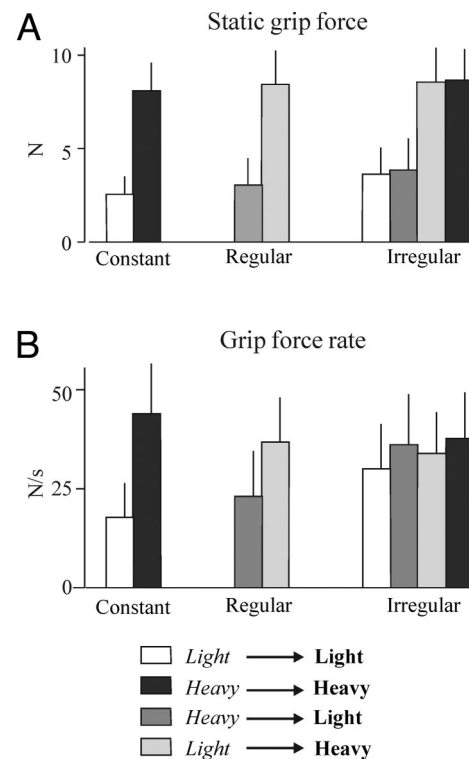 A
Static grip force
10
N
5
0
Constant Regular Irregular
B
Grip force rate
50
N/s
25
0
Constant Regular Irregular
Light → Light
Heavy → Heavy
Heavy → Light
Light → Heavy